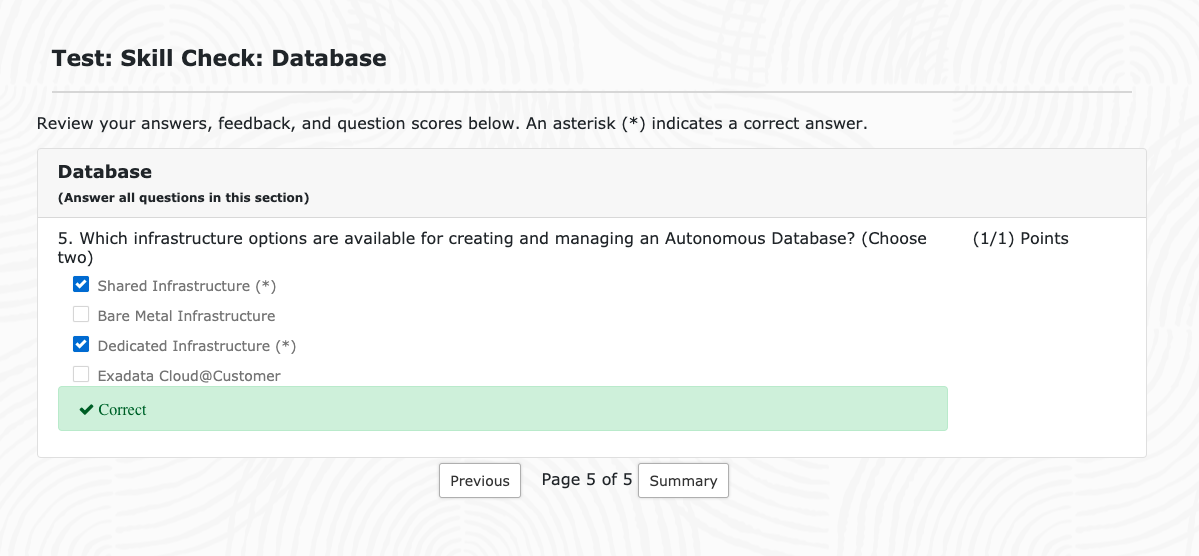 Test: Skill Check: Database
Review your answers, feedback, and question scores below. An asterisk (*) indicates a correct answer.
Database
(Answer all questions in this section)
5. Which infrastructure options are available for creating and managing an Autonomous Database? (Choose
two)
(1/1) Points
Shared Infrastructure (*)
Bare Metal Infrastructure
Dedicated Infrastructure (*)
Exadata Cloud@Customer
Correct
Previous
Page 5 of 5
Summary